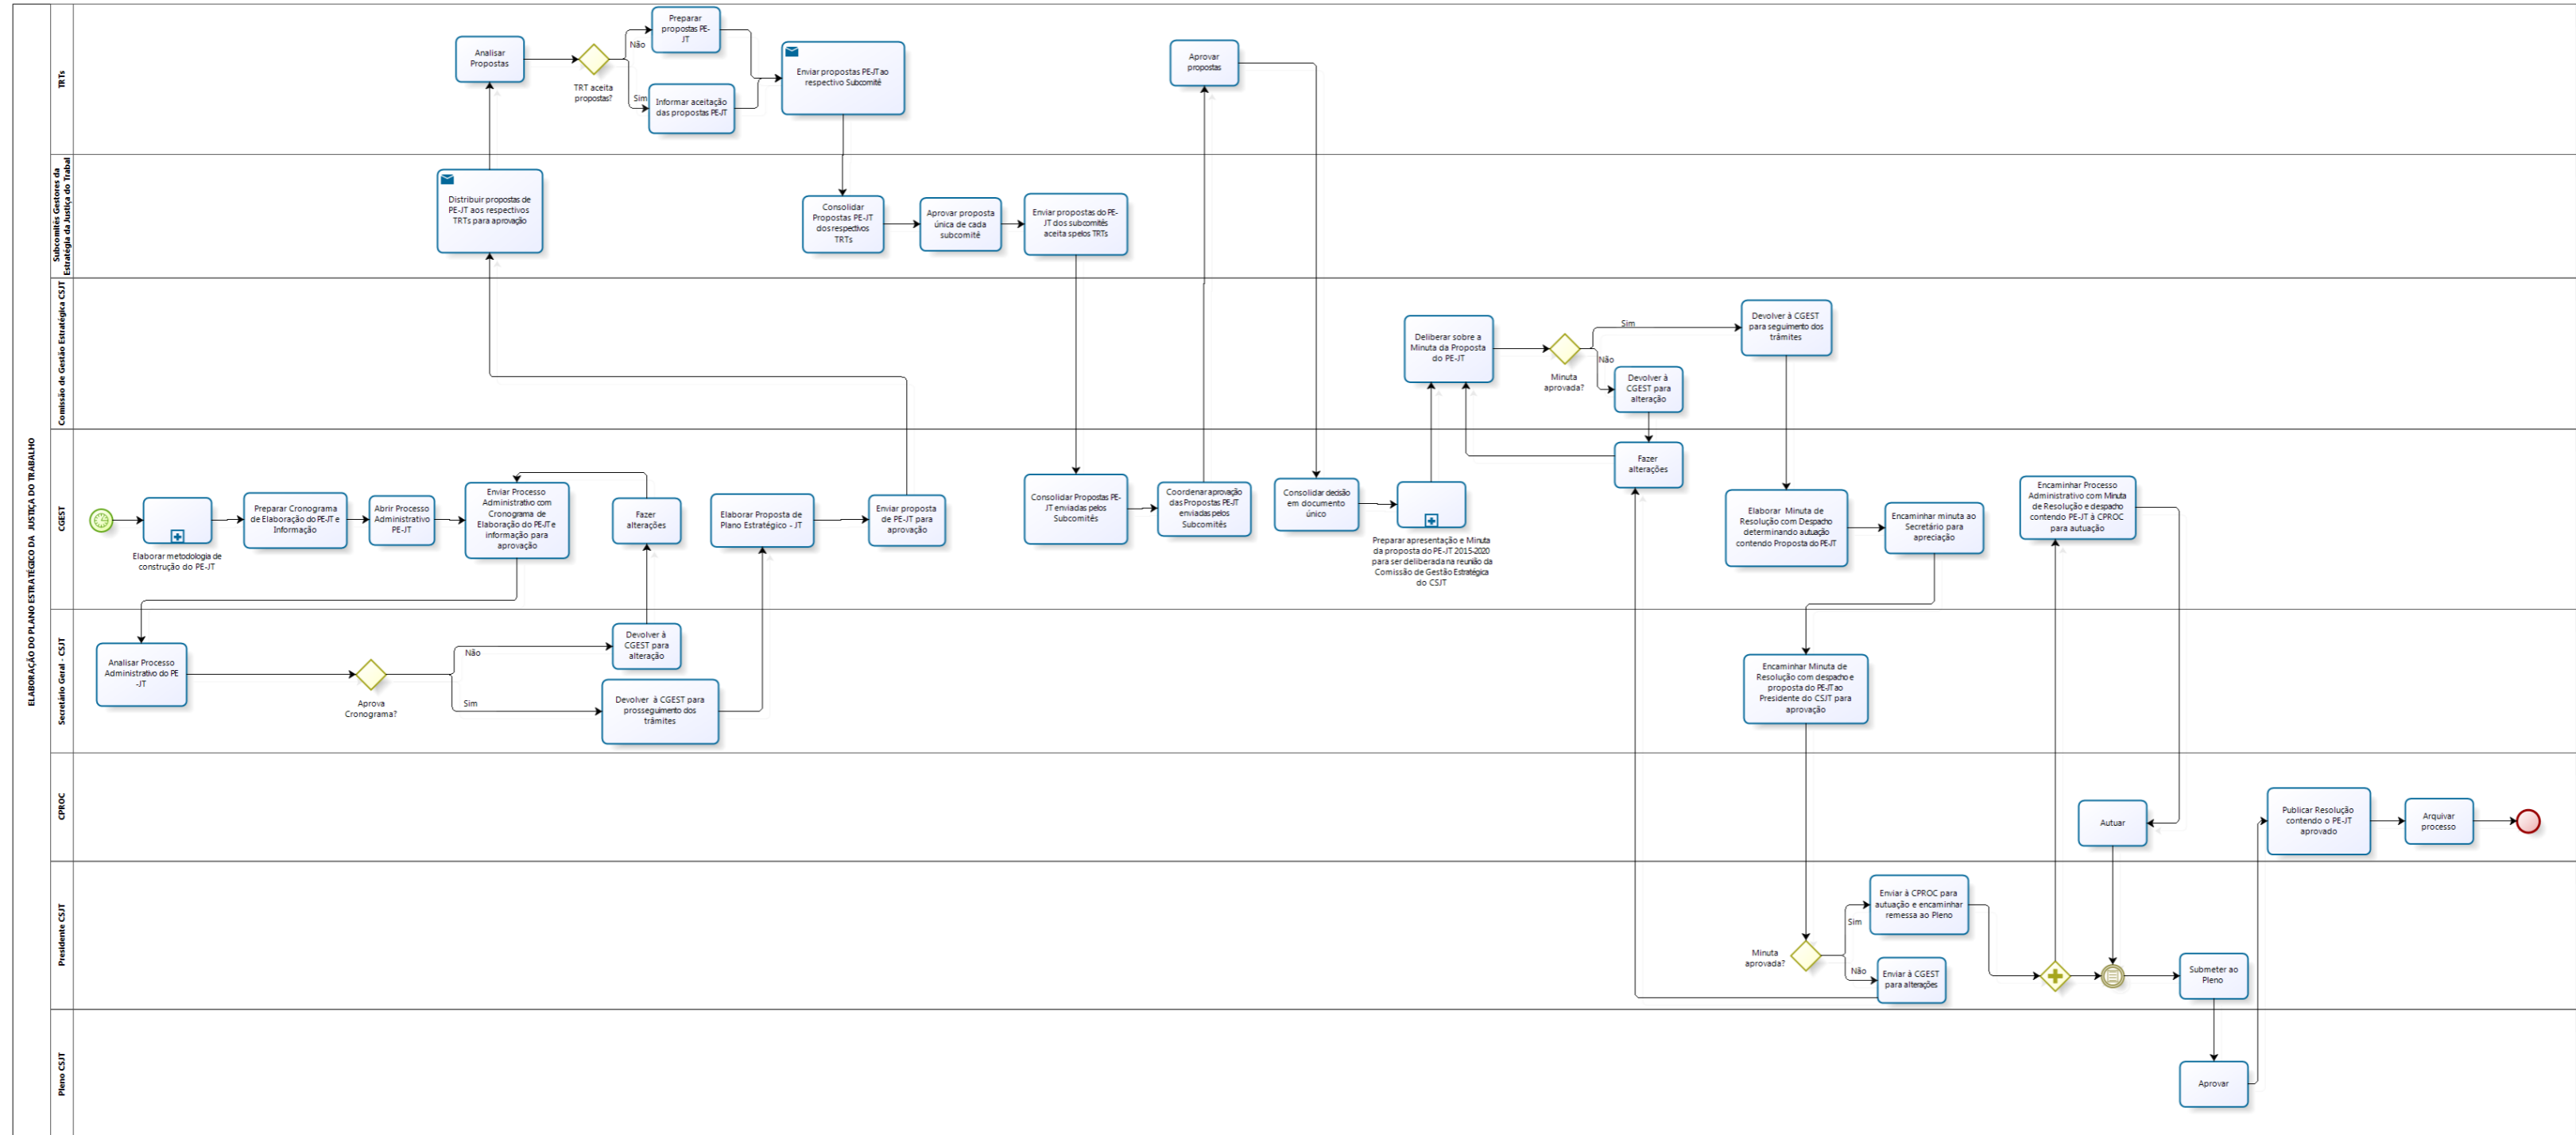 ELABORAÇÃO DO PLANO ESTRATÉGICO DA JUSTIÇA DO TRABALHO
TRTs
Analisar
Propostas
TRT aceita
propostas?
Não
Sim
Preparar
propostas PE-
JT
Informar aceitação
das propostas PE-JT
Enviar propostas PE-JT ao
respectivo Subcomitê
Aprovar
propostas
Subcomitês Gestores da
Estratégia da Justiça do Trabal
Distribuir propostas de
PE-JT aos respectivos
TRTs para aprovação
Consolidar
Propostas PE-JT
dos respectivos
TRTs
Aprovar proposta
única de cada
subcomitê
Enviar propostas do PE-
JT dos subcomitês
aceita spelos TRTs
Comissão de Gestão Estratégica CSJT
Deliberar sobre a
Minuta da Proposta
do PE-JT
Minuta
aprovada?
Sim
Não
Devolver à CGEST
para seguimento dos
trâmites
Devolver à
CGEST para
alteração
CGEST
Elaborar metodologia de
construção do PE-JT
Preparar Cronograma
de Elaboração do PE-JT e
Informação
Abrir Processo
Administrativo
PE-JT
Enviar Processo
Administrativo com
Cronograma de
Elaboração do PE-JT e
informação para
aprovação
Fazer
alterações
Elaborar Proposta de
Plano Estratégico - JT
Enviar proposta
de PE-JT para
aprovação
Consolidar Propostas PE-
JT enviadas pelos
Subcomitês
Coordenar aprovação
das Propostas PE-JT
enviadas pelos
Subcomitês
Consolidar decisão
em documento
único
Preparar apresentação e Minuta
da proposta do PE-JT 2015-2020
para ser deliberada na reunião da
Comissão de Gestão Estratégica
do CSJT
Fazer
alterações
Elaborar Minuta de
Resolução com Despacho
determinando autuação
contendo Proposta do PE-JT
Encaminhar minuta ao
Secretário para
apreciação
Encaminhar Processo
Administrativo com Minuta
de Resolução e despacho
contendo PE-JT à CPROC
para autuação
Secretário Geral - CSJT
Analisar Processo
Administrativo do PE
-JT
Aprova
Cronograma?
Não
Sim
Devolver à
CGEST para
alteração
Devolver à CGEST para
prosseguimento dos
trâmites
Encaminhar Minuta de
Resolução com despacho e
proposta do PE-JT ao
Presidente do CSJT para
aprovação
CPROC
Autuar
Publicar Resolução
contendo o PE-JT
aprovado
Arquivar
processo
Presidente CSJT
Minuta
aprovada?
Sim
Não
Enviar à CPROC para
autuação e encaminhar
remessa ao Pleno
Enviar à CGEST
para alterações
Submeter ao
Pleno
Pleno CSJT
Aprovar